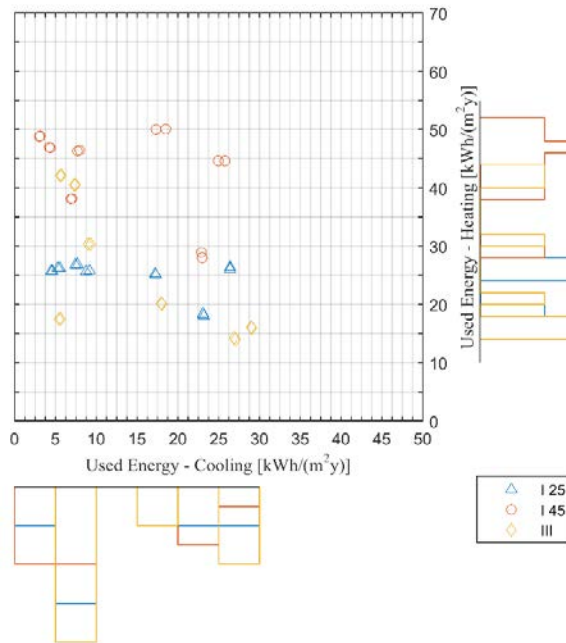 70
60
50
40
30
20
10
0
Used Energy - Heating [kWh/(m²y)]
0 5 10 15 20 25 30 35 40 45 50
Used Energy - Cooling [kWh/(m²y)]
I 25
I 45
III